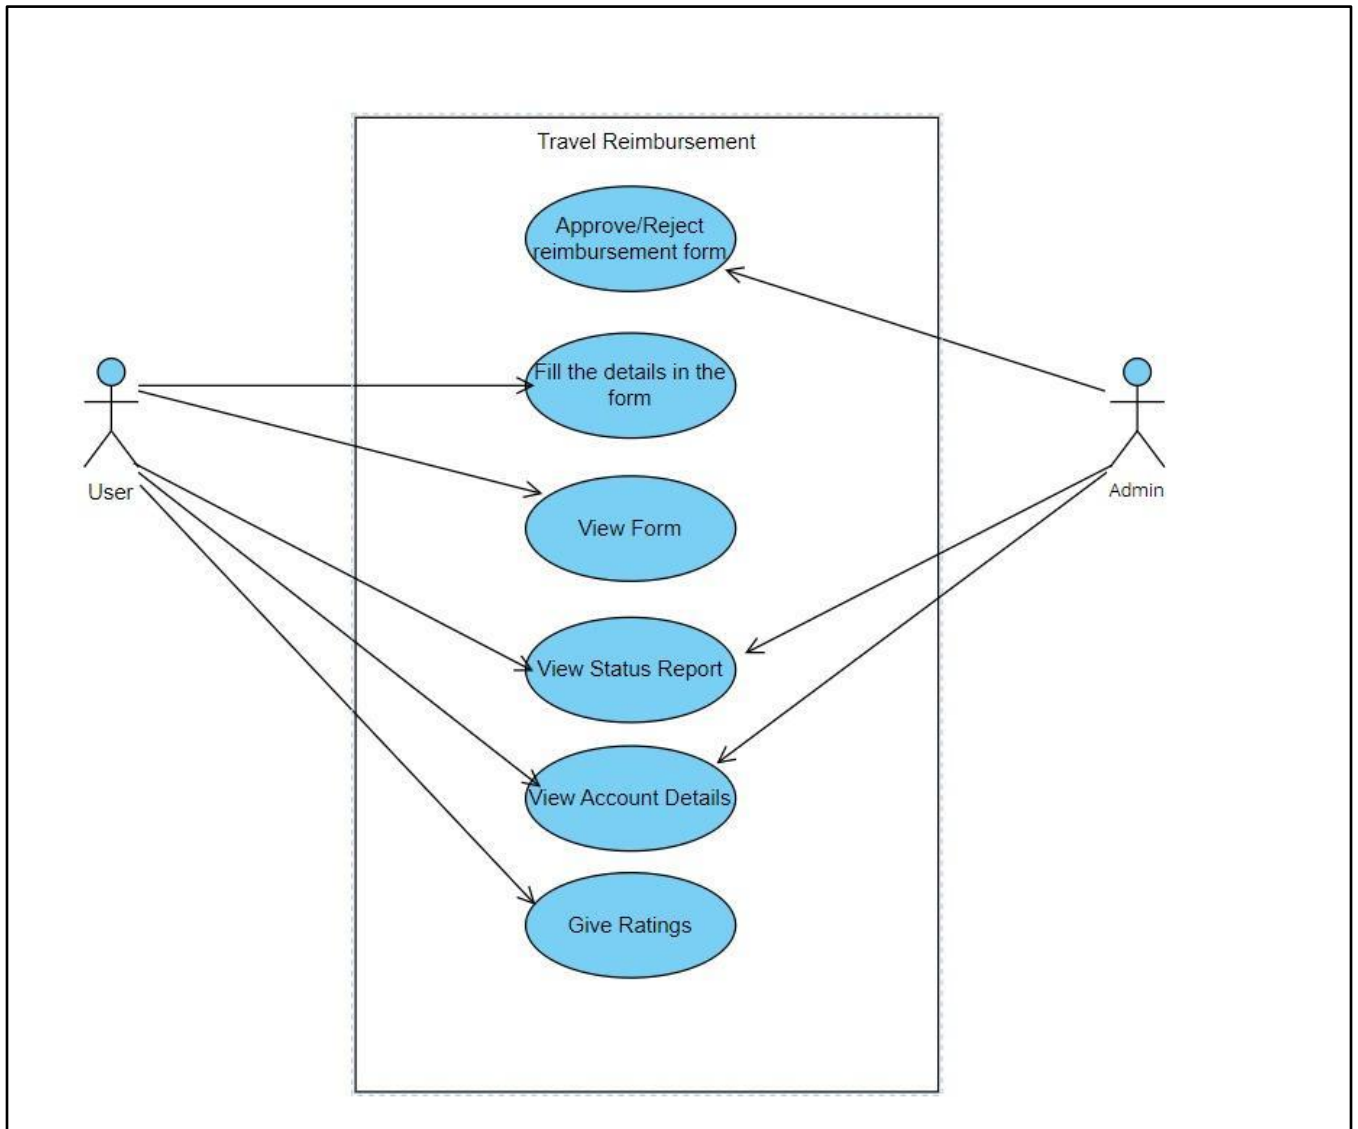 Travel Reimbursement
Approve/Reject
reimbursement form
Fill the details in the
form
User
Admin
View Form
View Status Report
View Account Details
Give Ratings